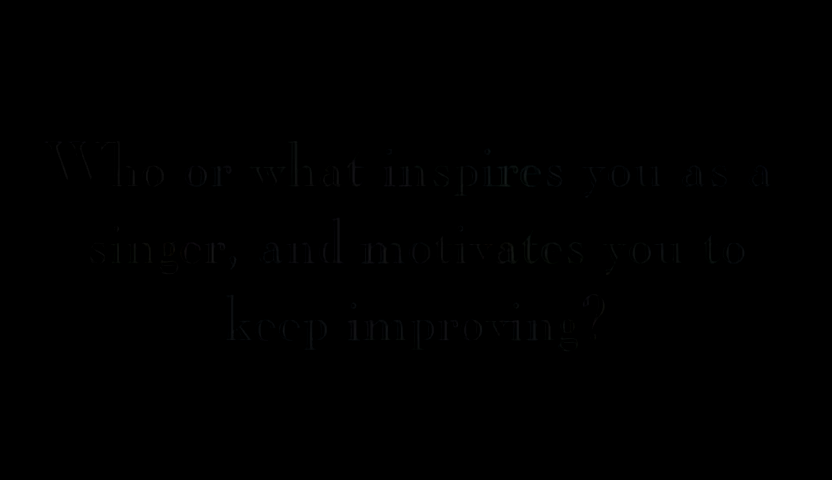 Who or what inspires you as a
singer, and motivates you to
keep improving?